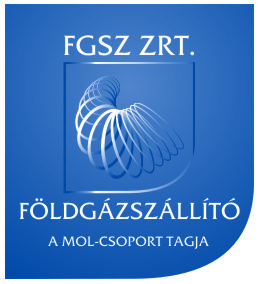 FGSZ ZRT.
FÖLDGÁZSZÁLLÍTÓ
A MOL-CSOPORT TAGJA